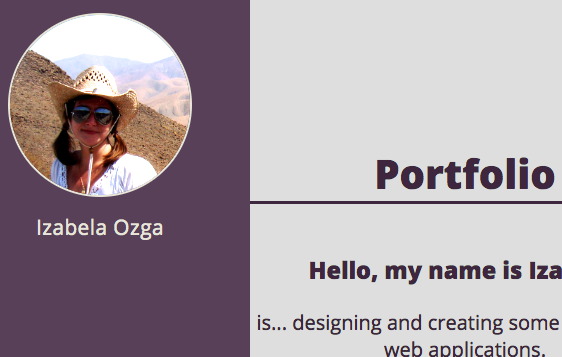 Izabela Ozga
Portfolio
Hello, my name is Iza
is... designing and creating some
web applications.